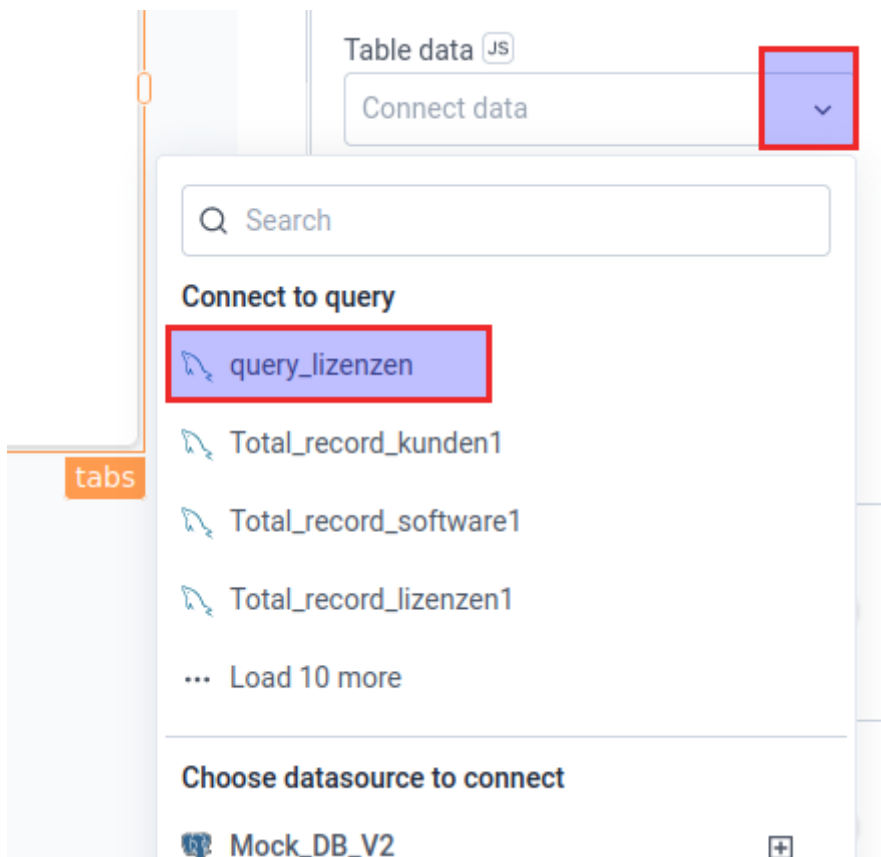 Table data JS
Connect data
Search
Connect to query
query_lizenzen
Total_record_kunden1
tabs
Total_record_software1
Total_record_lizenzen1
... Load 10 more
Choose datasource to connect
Mock_DB_V2